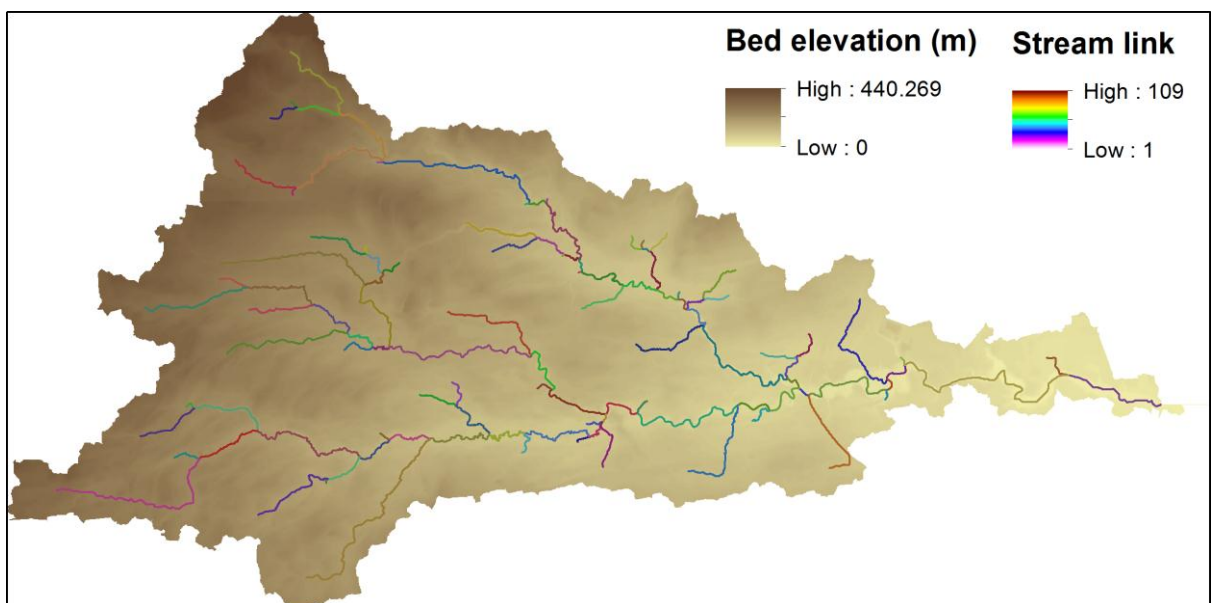 Bed elevation (m)
High : 440.269
Low : 0
Stream link
High : 109
Low : 1